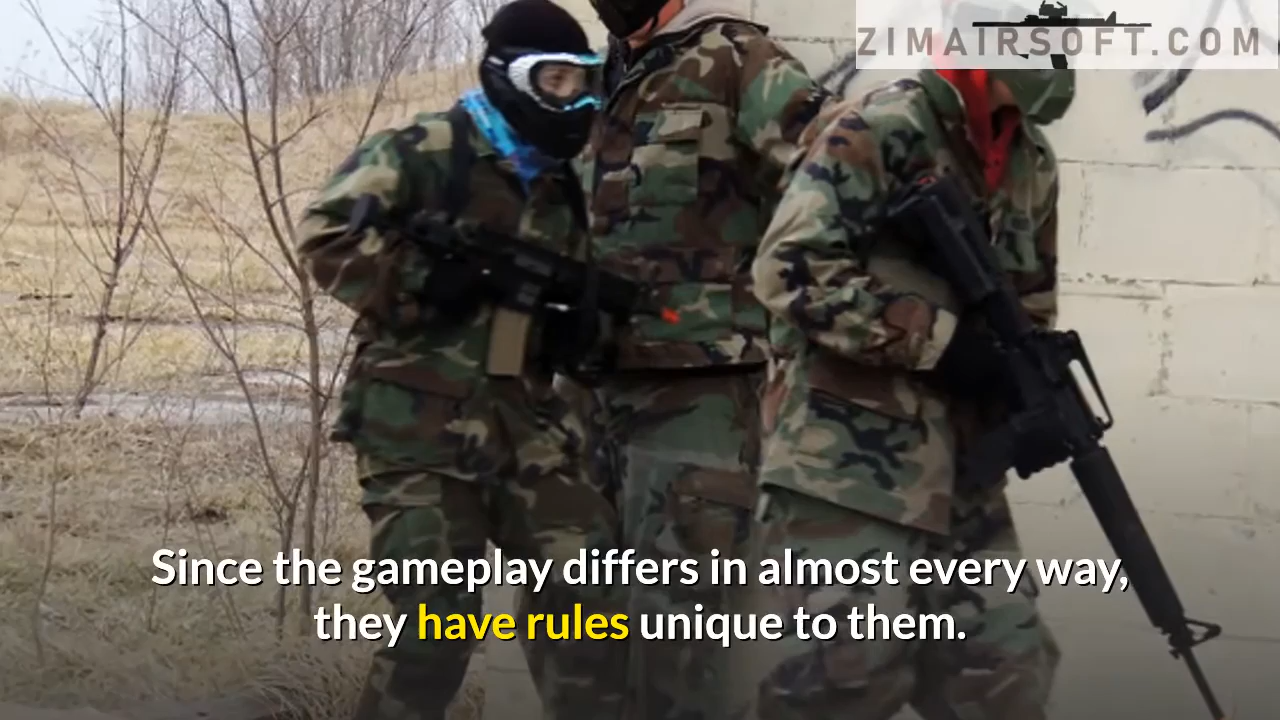 ZIMAIRSOFT.COM
Since the gameplay differs in almost every way,
they have rules unique to them.